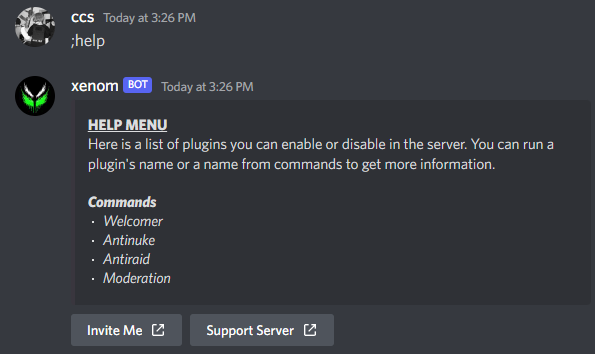 CCS Today at 3:26 PM
;help
xenom BOT Today at 3:26 PM
HELP MENU
Here is a list of plugins you can enable or disable in the server. You can run a
plugin's name or a name from commands to get more information.
Commands
• Welcomer
• Antinuke
• Antiraid
• Moderation
Invite Me Support Server